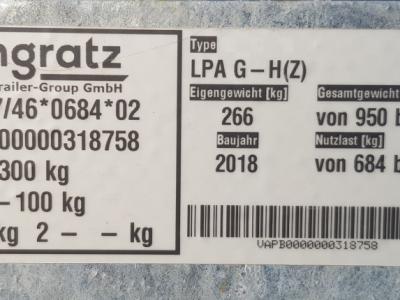 ngratz
railer-Group GmbH
/46*0684*02
00000318758
300 kg
– 100 kg
kg 2 – – kg
Type
LPA G – H(Z)
Eigengewicht [kg] Gesamtgewicht
266 von 950 b
Baujahr Nutzlast [kg]
2018 von 684 b
VAPB0000000318758